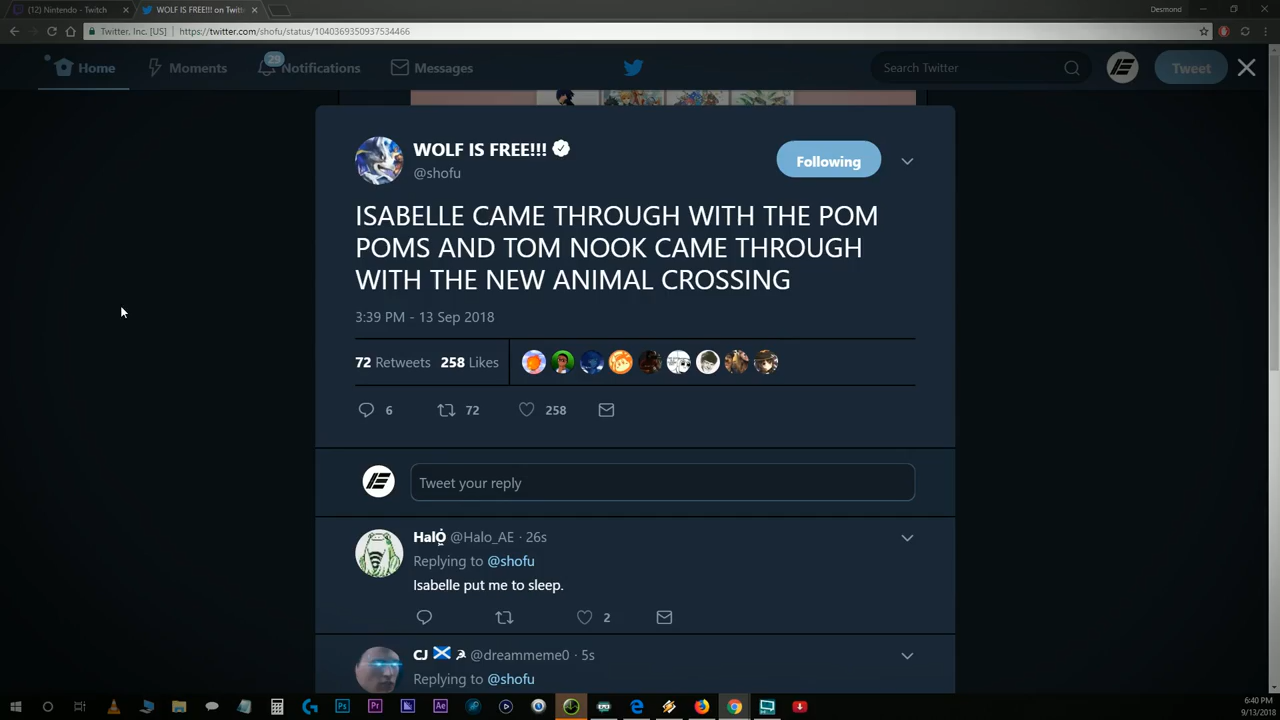 (12) Nintendo - Twitch
WOLF IS FREE!!! on Twitt
Desmond
Twitter, Inc. [US]
https://twitter.com/shofu/status/1040369350937534466
Home
Moments
29
Notifications
Messages
Search Twitter
Tweet
WOLF IS FREE!!!
@shofu
Following
ISABELLE CAME THROUGH WITH THE POM
POMS AND TOM NOOK CAME THROUGH
WITH THE NEW ANIMAL CROSSING
3:39 PM - 13 Sep 2018
72 Retweets 258 Likes
6 72 258
Tweet your reply
@Halo_AE · 26s
Replying to @shofu
Isabelle put me to sleep.
2
CJ @dreammeme0 · 5s
Replying to @shofu
Ps Pr Ae
6:40 PM
9/13/2018